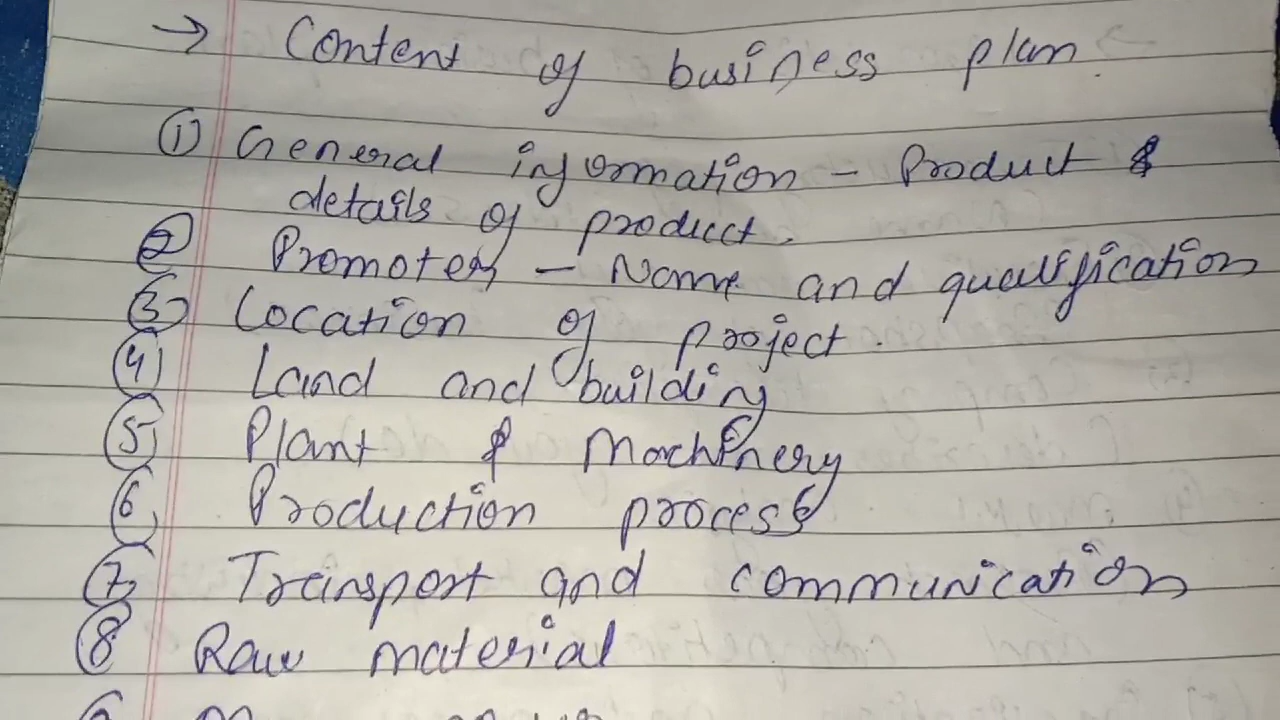 → Content of business plan
① General information - Product &
details of product.
② Promoters - Name and qualification
③ Location of project.
④ Land and building
⑤ Plant & Machinery
⑥ Production process
⑦ Transport and communication
⑧ Raw material